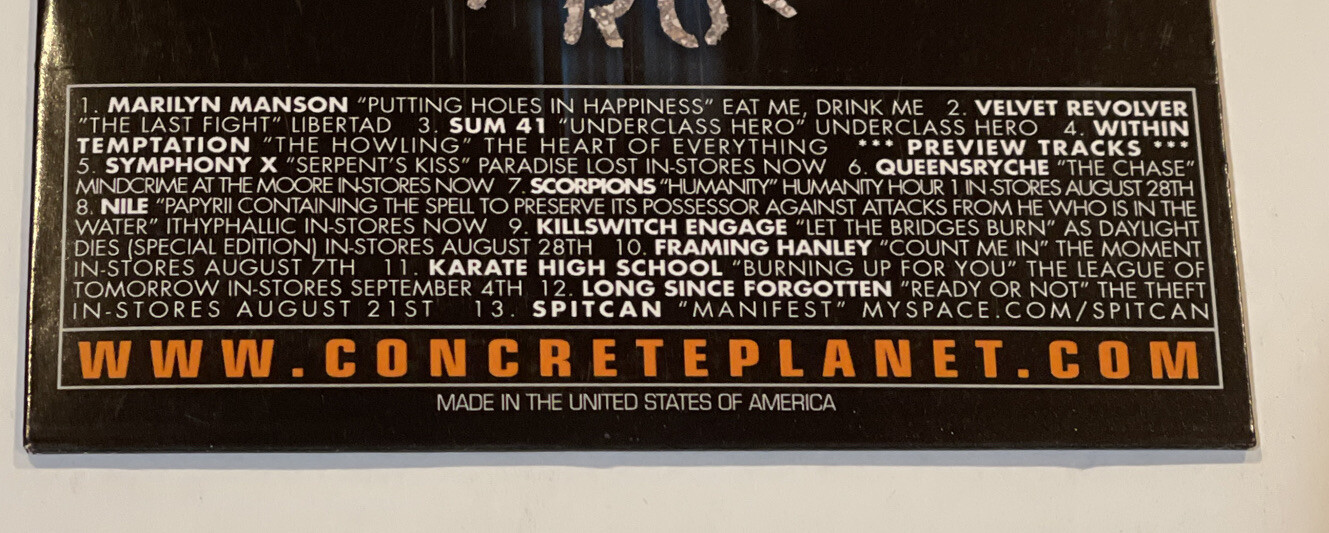 1. MARILYN MANSON "PUTTING HOLES IN HAPPINESS" EAT ME, DRINK ME 2. VELVET REVOLVER
"THE LAST FIGHT" LIBERTAD 3. SUM 41 "UNDERCLASS HERO" UNDERCLASS HERO 4. WITHIN
TEMPTATION "THE HOWLING" THE HEART OF EVERYTHING *** PREVIEW TRACKS ***
5. SYMPHONY X "SERPENT'S KISS" PARADISE LOST IN-STORES NOW 6. QUEENSRYCHE "THE CHASE"
MINDCRIME AT THE MOORE IN-STORES NOW 7. SCORPIONS "HUMANITY" HUMANITY HOUR 1 IN-STORES AUGUST 28TH
8. NILE "PAPYRII CONTAINING THE SPELL TO PRESERVE ITS POSSESSOR AGAINST ATTACKS FROM HE WHO IS IN THE
WATER" ITHYPHALLIC IN-STORES NOW 9. KILLSWITCH ENGAGE "LET THE BRIDGES BURN" AS DAYLIGHT
DIES (SPECIAL EDITION) IN-STORES AUGUST 28TH 10. FRAMING HANLEY "COUNT ME IN" THE MOMENT
IN-STORES AUGUST 7TH 11. KARATE HIGH SCHOOL "BURNING UP FOR YOU" THE LEAGUE OF
TOMORROW IN-STORES SEPTEMBER 4TH 12. LONG SINCE FORGOTTEN "READY OR NOT" THE THEFT
IN-STORES AUGUST 21ST 13. SPITCAN "MANIFEST" MYSPACE.COM/SPITCAN
WWW.CONCRETEPLANET.COM
MADE IN THE UNITED STATES OF AMERICA